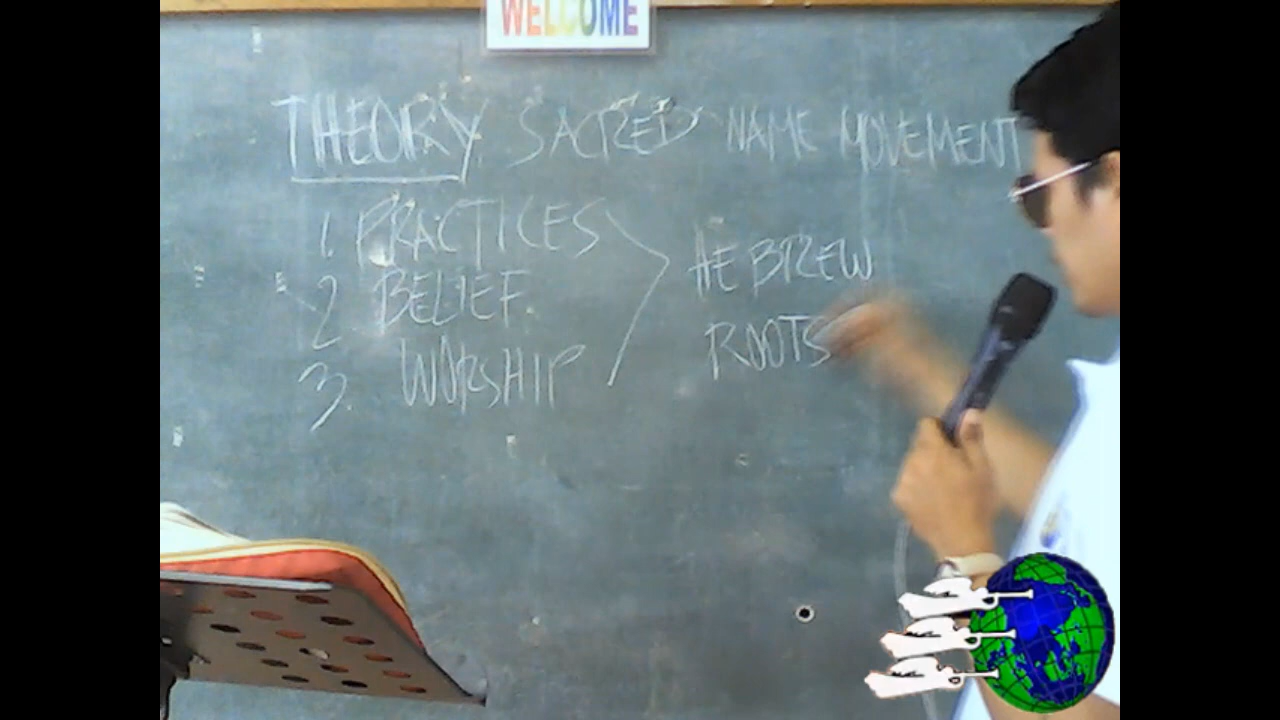 WELCOME
THEORY SACRED NAME MOVEMENT
1. PRACTICES
2 BELIEF
3. WORSHIP
HEBREW
ROOTS